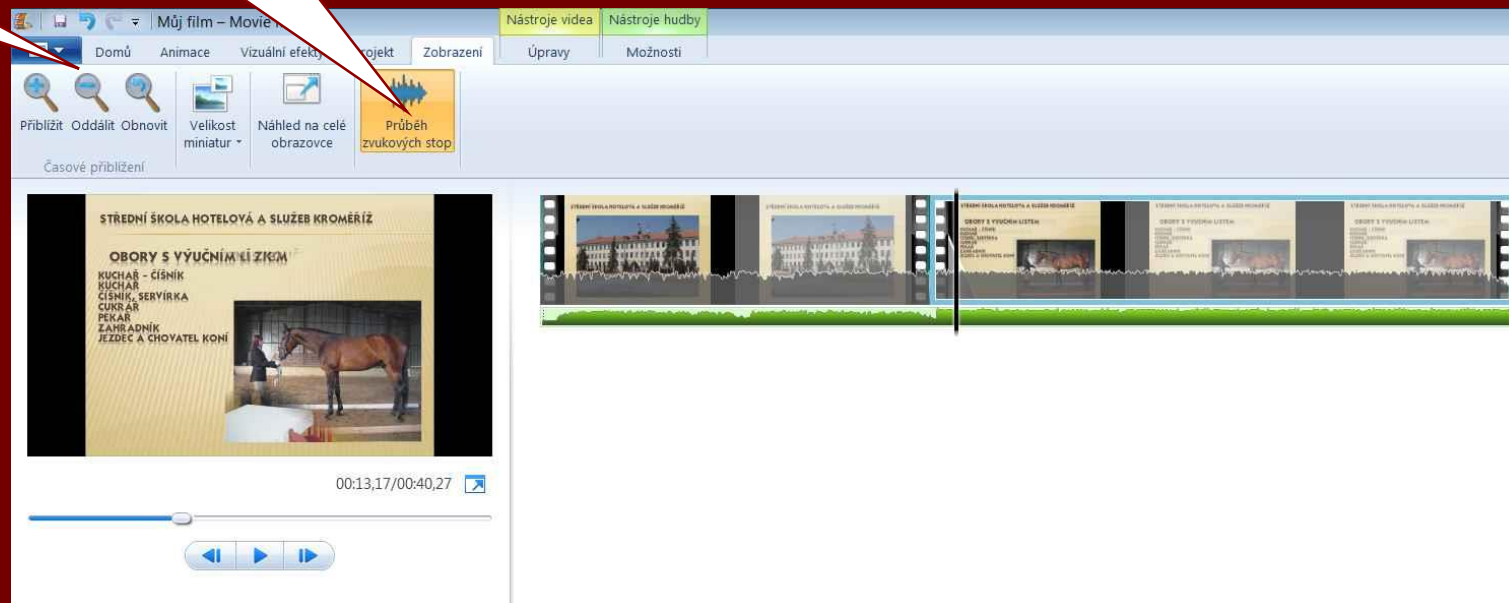 Můj film – Movie
Nástroje videa Nástroje hudby
Domů Animace Vizuální efekty Zobrazení Úpravy Možnosti
Přiblížit Oddálit Obnovit
Velikost
miniatur
Náhled na celé
obrazovce
Průběh
zvukových stop
Časové přiblížení
STŘEDNÍ ŠKOLA HOTELOVÁ A SLUŽEB KROMĚŘÍŽ
OBORY S VÝUČNÍM
KUCHAŘ - ČÍŠNÍK
KUCHAŘ
ČÍŠNÍK, SERVÍRKA
CUKRÁŘ
PEKAŘ
ZAHRADNÍK
JEZDEC A CHOVATEL KONÍ
00:13,17/00:40,27